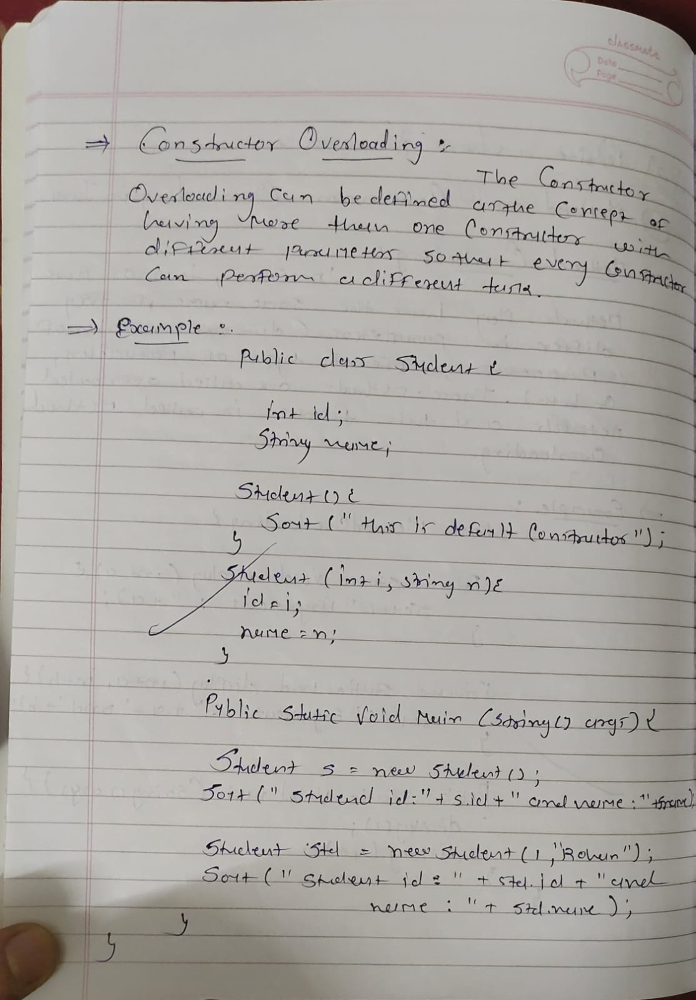 classmate
Date
Page
⇒ Constructor Overloading :-
The Constructor
Overloading can be defined as the concept of
having more than one Constructor with
different parameters so that every Constructor
can perform a different task.
⇒ Example :.
Public class Student {
int id;
String name;
Student () {
Sout (" this is default Constructor");
}
Student (int i, string n) {
id = i;
name = n;
}
Public Static Void Main (String() args) {
Student s = new Student ();
Sout (" Studend id:" + s.id + " and name : " +s.name);
Student Std = new Student (1, "Rohan");
Sout (" Student id : " + std.id + " and
name : " + std.name );
}
}